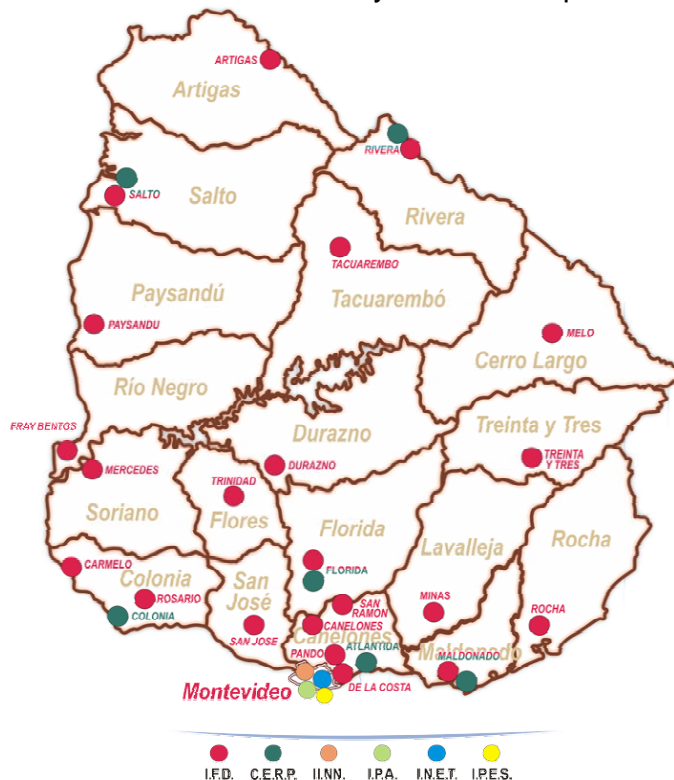 ARTIGAS
Artigas
RIVERA
SALTO
Salto
Rivera
TACUAREMBO
Paysandú
Tacuarembó
PAYSANDU
MELO
Cerro Largo
Río Negro
FRAY BENTOS
Durazno
Treinta y Tres
MERCEDES
DURAZNO
TREINTA
Y TRES
TRINIDAD
Soriano
Flores
Florida
Lavalleja
Rocha
CARMELO
Colonia
FLORIDA
San
José
ROSARIO
COLONIA
SAN
RAMON
MINAS
ROCHA
CANELONES
SAN JOSE
Canelones
ATLANTIDA
PANDO
MALDONADO
Maldonado
DE LA COSTA
Montevideo
I.F.D.
C.E.R.P.
II.NN.
I.P.A.
I.N.E.T.
I.P.E.S.